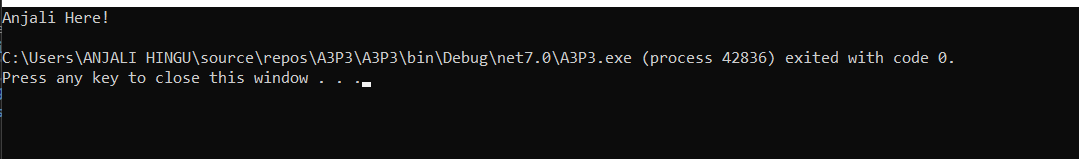 Anjali Here!
C:\Users\ANJALI HINGU\source\repos\A3P3\A3P3\bin\Debug\net7.0\A3P3.exe (process 42836) exited with code 0.
Press any key to close this window . . .